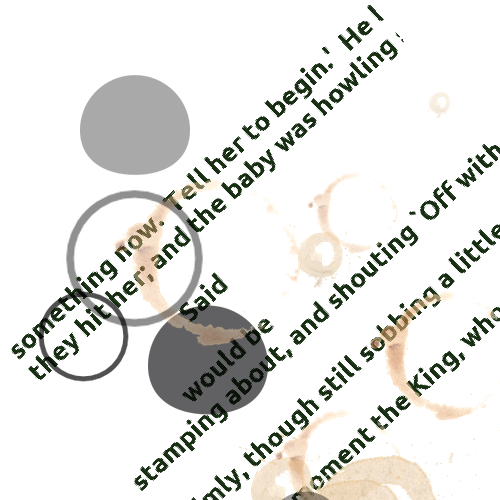 something now. Tell her to begin.' He l
they hit her; and the baby was howling
Said
would be
stamping about, and shouting `Off with
mly, though still sobbing a little
oment the King, who